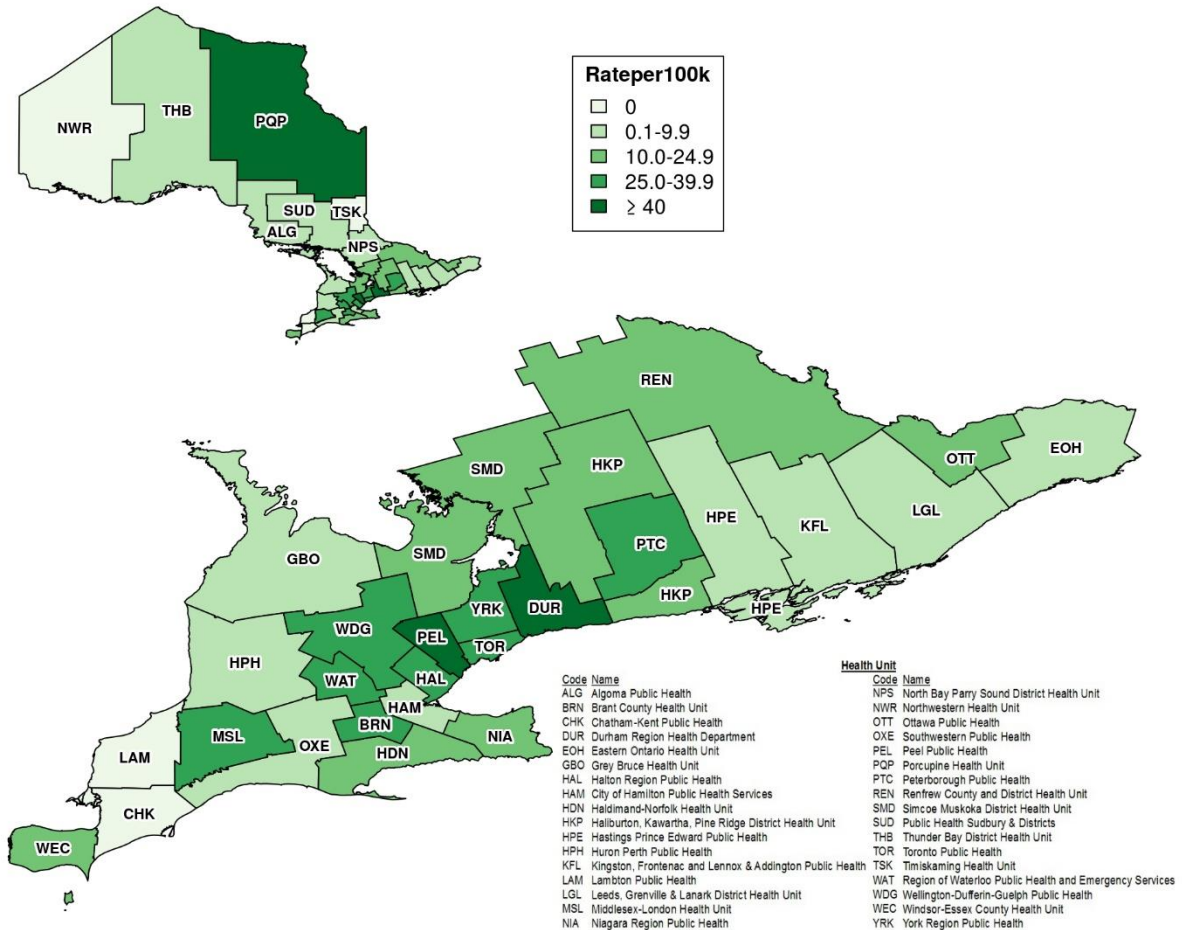 Rateper100k
0
0.1-9.9
10.0-24.9
25.0-39.9
≥ 40
NWR
THB
PQP
SUD
TSK
ALG
NPS
REN
SMD
HKP
OTT
EOH
HPE
KFL
LGL
GBO
SMD
PTC
YRK
DUR
HKP
HPE
WDG
PEL
TOR
HPH
WAT
HAL
HAM
MSL
OXE
BRN
NIA
LAM
HDN
CHK
WEC
Health Unit
Code Name
ALG Algoma Public Health
BRN Brant County Health Unit
CHK Chatham-Kent Public Health
DUR Durham Region Health Department
EOH Eastern Ontario Health Unit
GBO Grey Bruce Health Unit
HAL Halton Region Public Health
HAM City of Hamilton Public Health Services
HDN Haldimand-Norfolk Health Unit
HKP Haliburton, Kawartha, Pine Ridge District Health Unit
HPE Hastings Prince Edward Public Health
HPH Huron Perth Public Health
KFL Kingston, Frontenac and Lennox & Addington Public Health
LAM Lambton Public Health
LGL Leeds, Grenville & Lanark District Health Unit
MSL Middlesex-London Health Unit
NIA Niagara Region Public Health
Code Name
NPS North Bay Parry Sound District Health Unit
NWR Northwestern Health Unit
OTT Ottawa Public Health
OXE Southwestern Public Health
PEL Peel Public Health
PQP Porcupine Health Unit
PTC Peterborough Public Health
REN Renfrew County and District Health Unit
SMD Simcoe Muskoka District Health Unit
SUD Public Health Sudbury & Districts
THB Thunder Bay District Health Unit
TOR Toronto Public Health
TSK Timiskaming Health Unit
WAT Region of Waterloo Public Health and Emergency Services
WDG Wellington-Dufferin-Guelph Public Health
WEC Windsor-Essex County Health Unit
YRK York Region Public Health